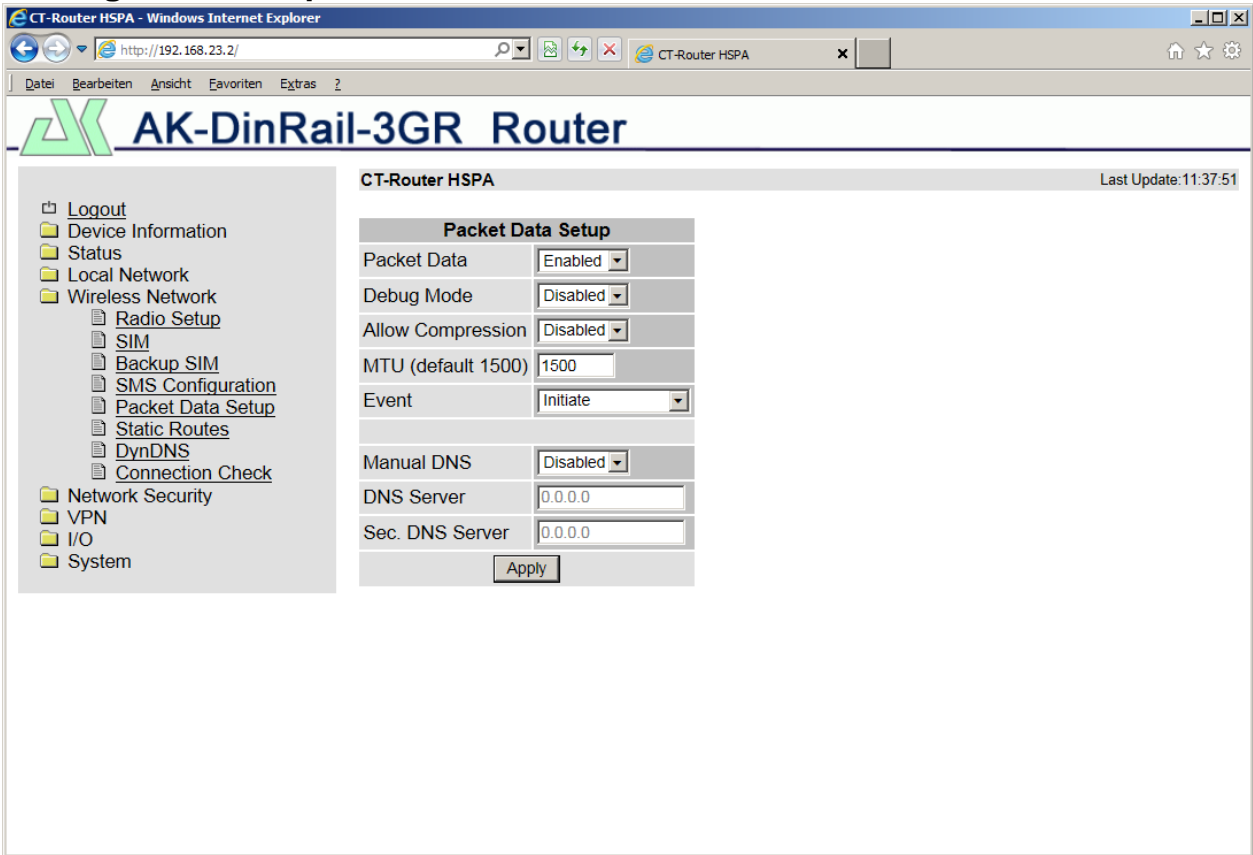 CT-Router HSPA - Windows Internet Explorer
http://192.168.23.2/
CT-Router HSPA
Datei Bearbeiten Ansicht Favoriten Extras ?
AK-DinRail-3GR Router
Logout
Device Information
Status
Local Network
Wireless Network
Radio Setup
SIM
Backup SIM
SMS Configuration
Packet Data Setup
Static Routes
DynDNS
Connection Check
Network Security
VPN
I/O
System
CT-Router HSPA
Last Update:11:37:51
Packet Data Setup
Packet Data Enabled
Debug Mode Disabled
Allow Compression Disabled
MTU (default 1500) 1500
Event Initiate
Manual DNS Disabled
DNS Server 0.0.0.0
Sec. DNS Server 0.0.0.0
Apply